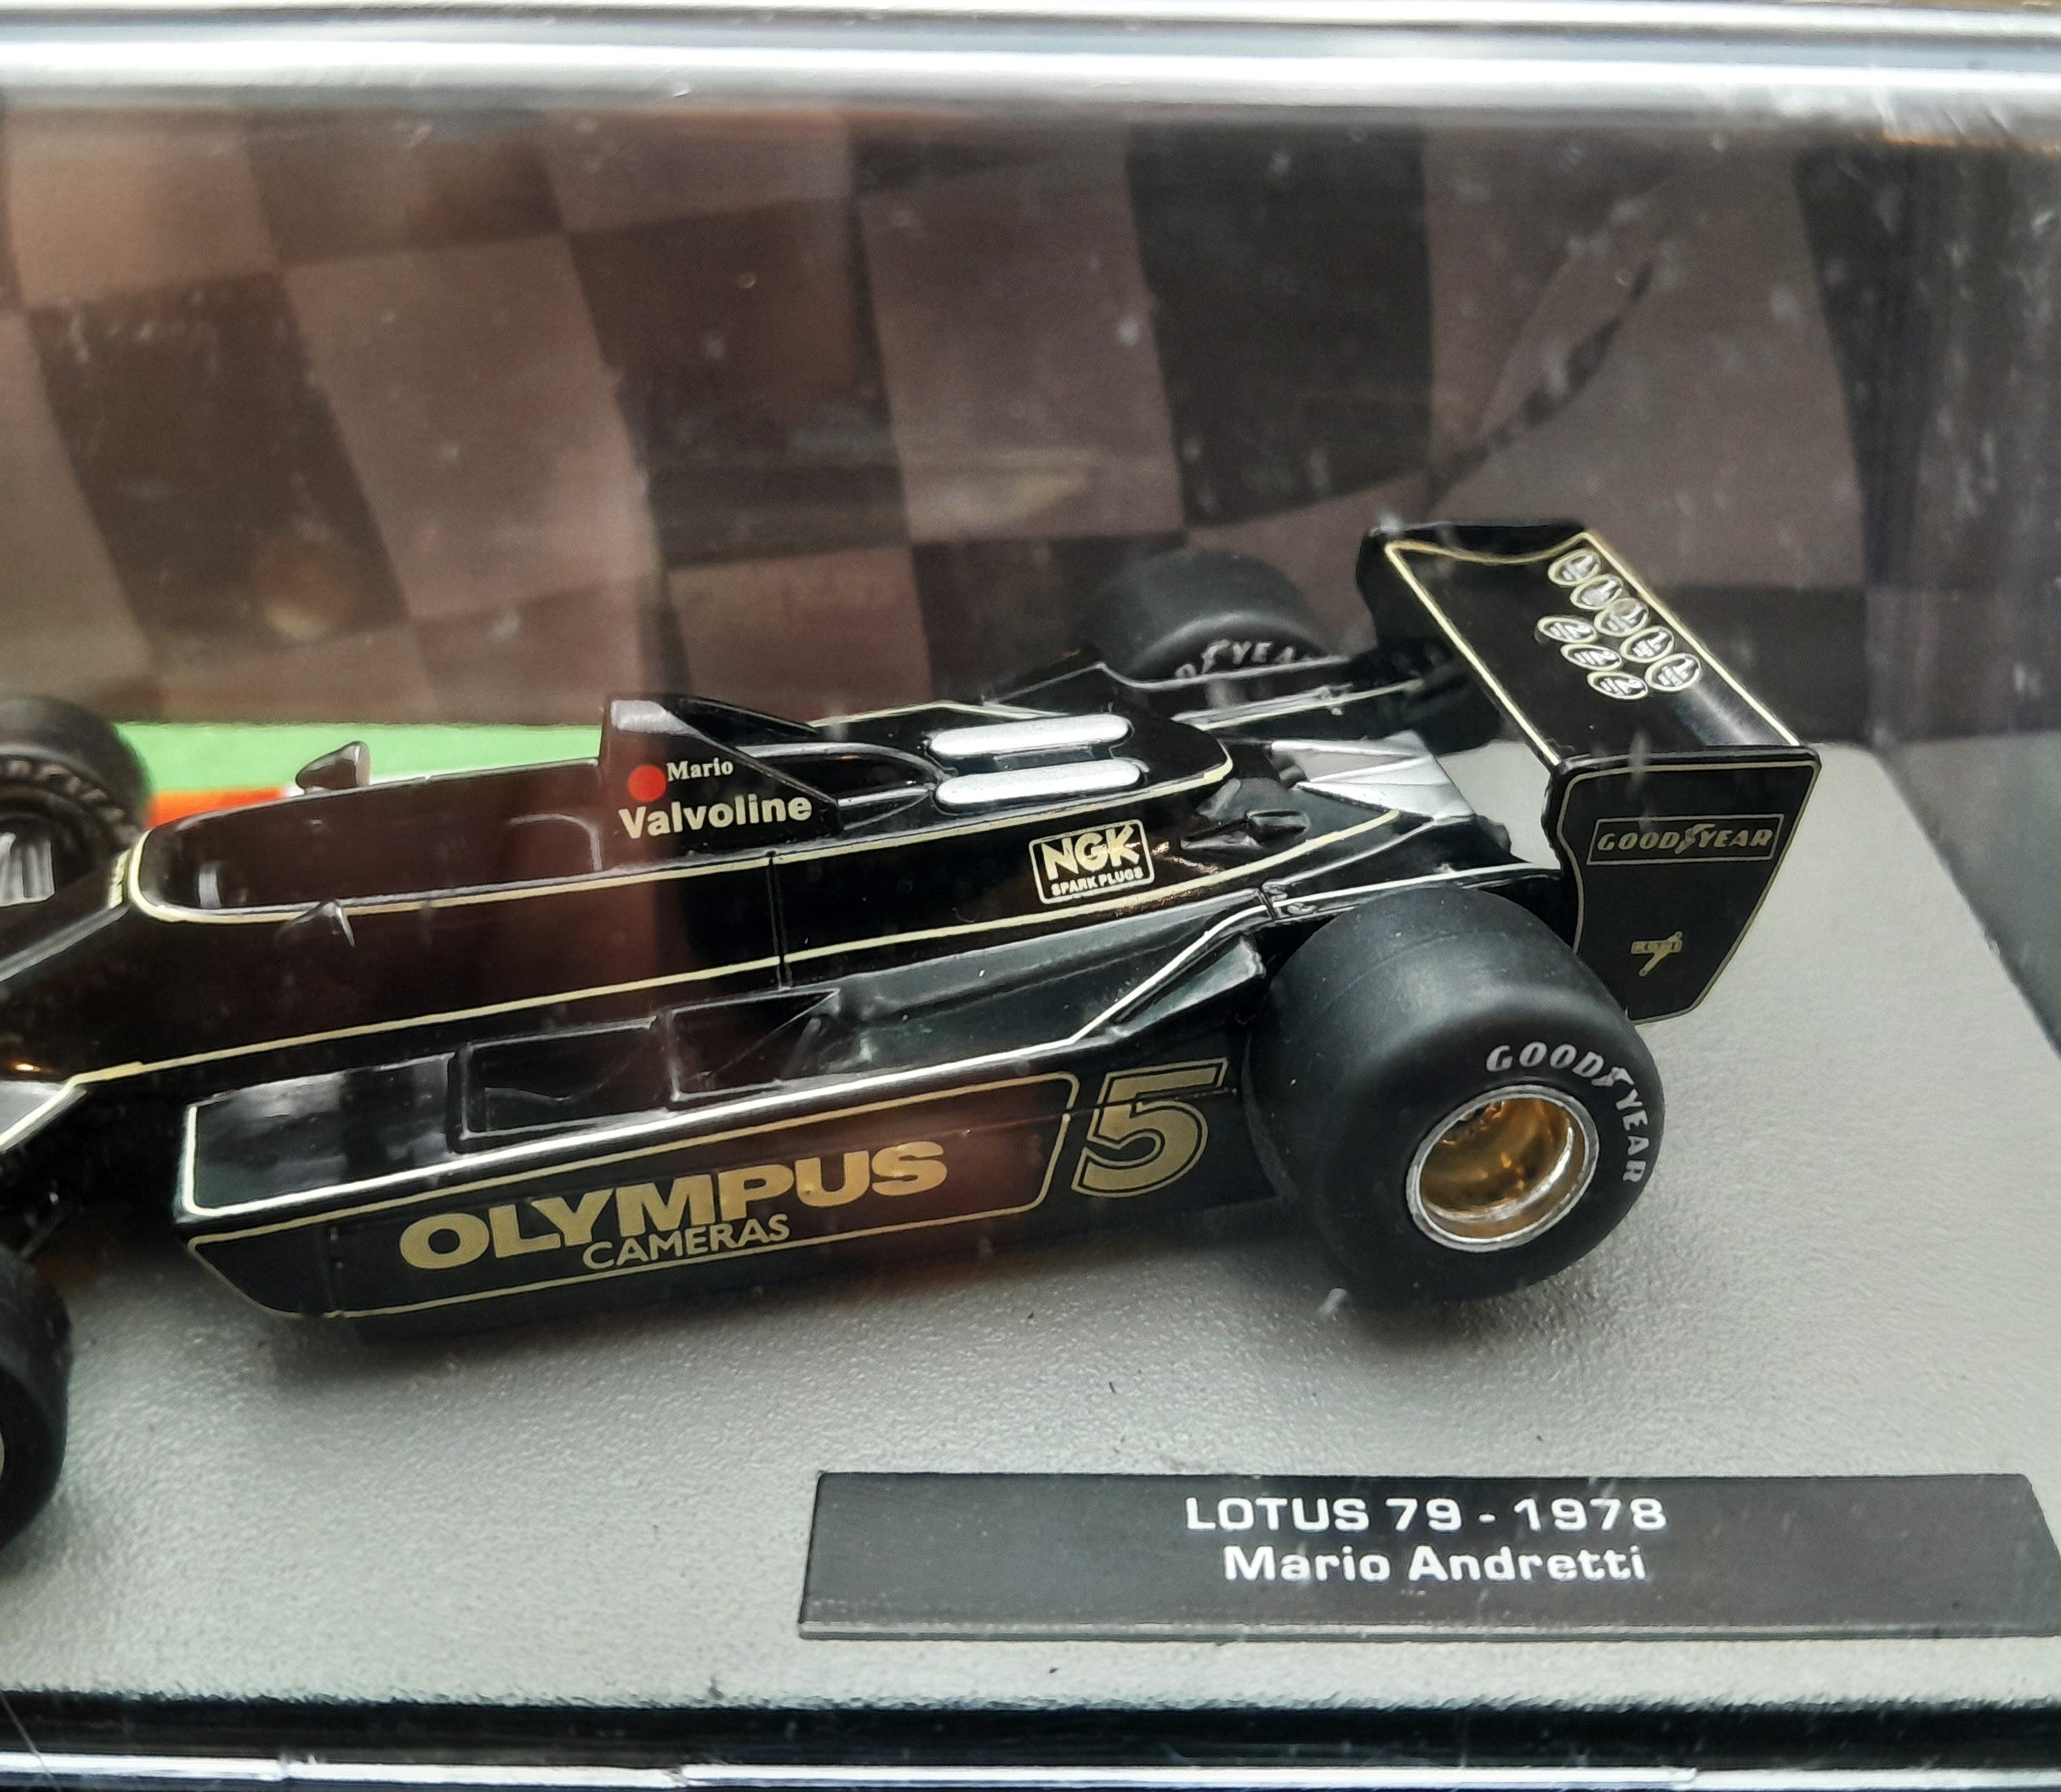 Mario
Valvoline
NGK
SPARK PLUGS
GOODYEAR
OLYMPUS
CAMERAS
5
GOODYEAR
LOTUS 79 - 1978
Mario Andretti